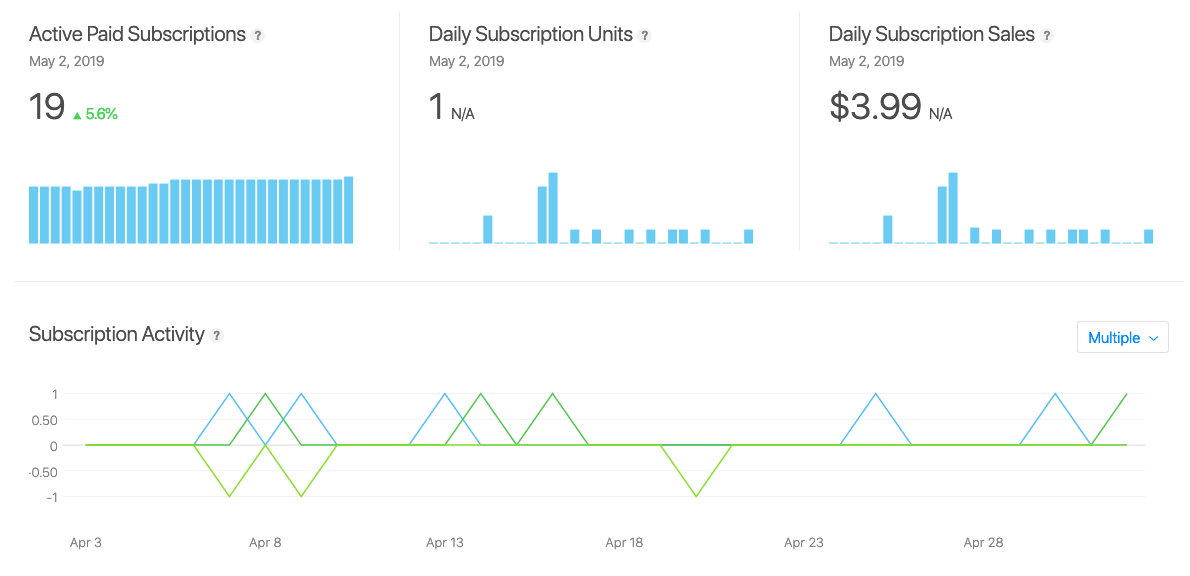 Active Paid Subscriptions ?
May 2, 2019
19 ▲ 5.6%
Daily Subscription Units ?
May 2, 2019
1 N/A
Daily Subscription Sales ?
May 2, 2019
$3.99 N/A
Subscription Activity ?
Multiple
1
0.50
0
-0.50
-1
Apr 3 Apr 8 Apr 13 Apr 18 Apr 23 Apr 28